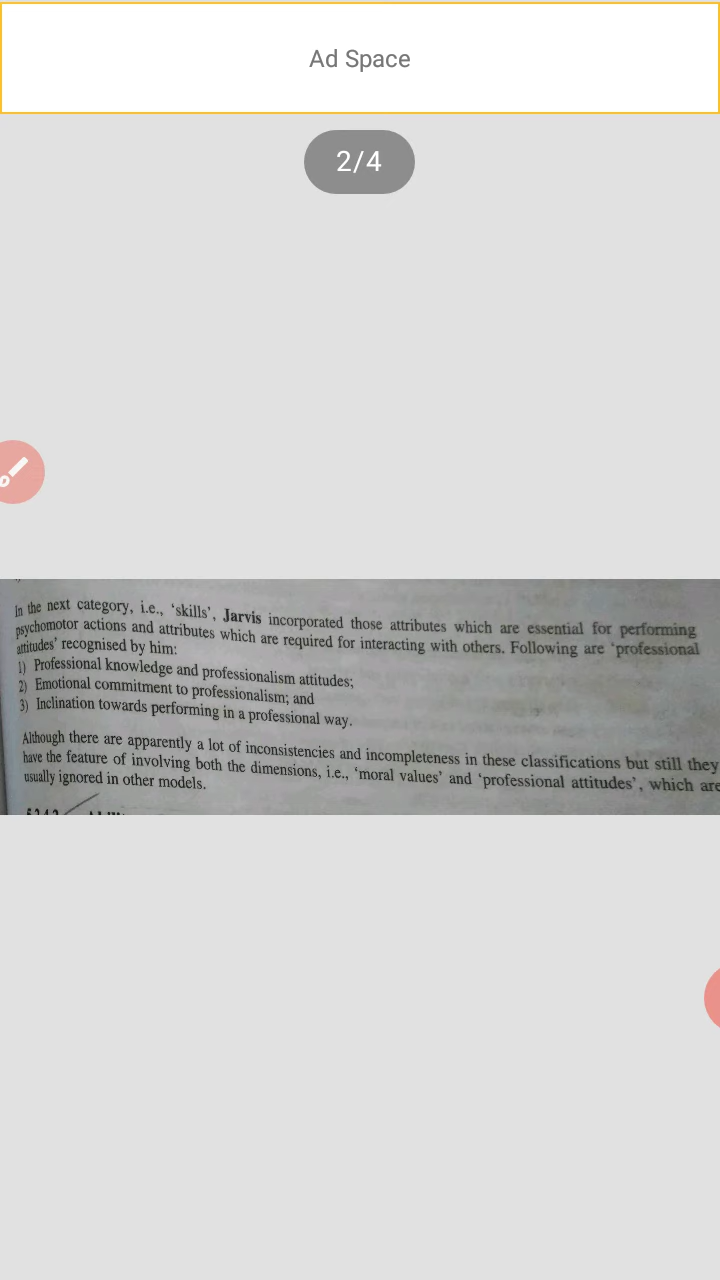 Ad Space
2/4
In the next category, i.e., ‘skills’, Jarvis incorporated those attributes which are essential for performing
psychomotor actions and attributes which are required for interacting with others. Following are ‘professional
attitudes’ recognised by him:
1) Professional knowledge and professionalism attitudes;
2) Emotional commitment to professionalism; and
3) Inclination towards performing in a professional way.
Although there are apparently a lot of inconsistencies and incompleteness in these classifications but still they
have the feature of involving both the dimensions, i.e., ‘moral values’ and ‘professional attitudes’, which are
usually ignored in other models.